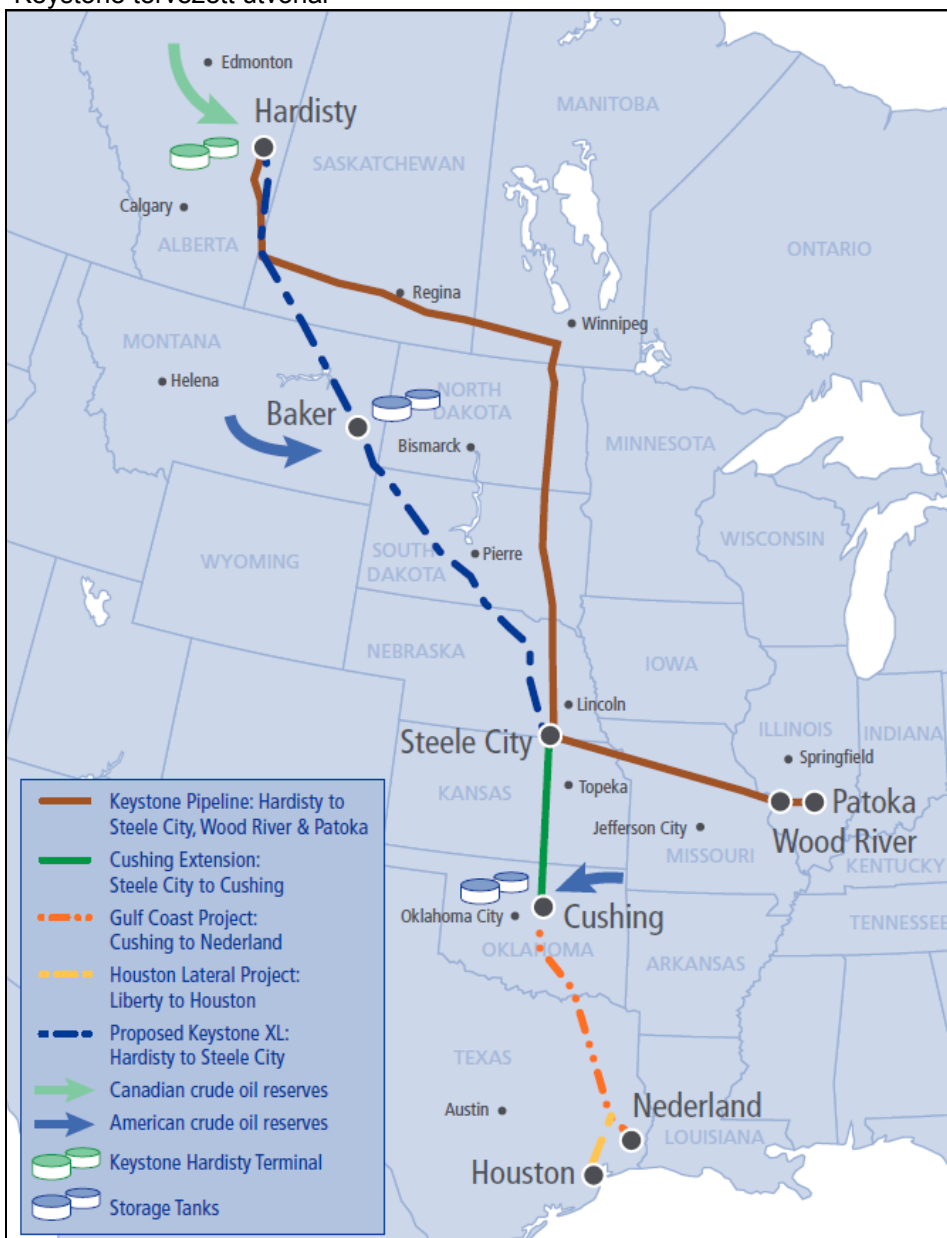 Keystone tervezett útvonal
Edmonton
Hardisty
MANITOBA
SASKATCHEWAN
Calgary
ALBERTA
ONTARIO
Regina
Winnipeg
MONTANA
Helena
NORTH
DAKOTA
Baker
Bismarck
MINNESOTA
WISCONSIN
WYOMING
SOUTH
DAKOTA
Pierre
NEBRASKA
IOWA
Lincoln
Steele City
ILLINOIS
INDIANA
Springfield
KANSAS
Topeka
Patoka
Wood River
Jefferson City
MISSOURI
KENTUCKY
Oklahoma City
Cushing
TENNESSEE
OKLAHOMA
ARKANSAS
TEXAS
Austin
Nederland
LOUISIANA
Houston
Keystone Pipeline: Hardisty to
Steele City, Wood River & Patoka
Cushing Extension:
Steele City to Cushing
Gulf Coast Project:
Cushing to Nederland
Houston Lateral Project:
Liberty to Houston
Proposed Keystone XL:
Hardisty to Steele City
Canadian crude oil reserves
American crude oil reserves
Keystone Hardisty Terminal
Storage Tanks